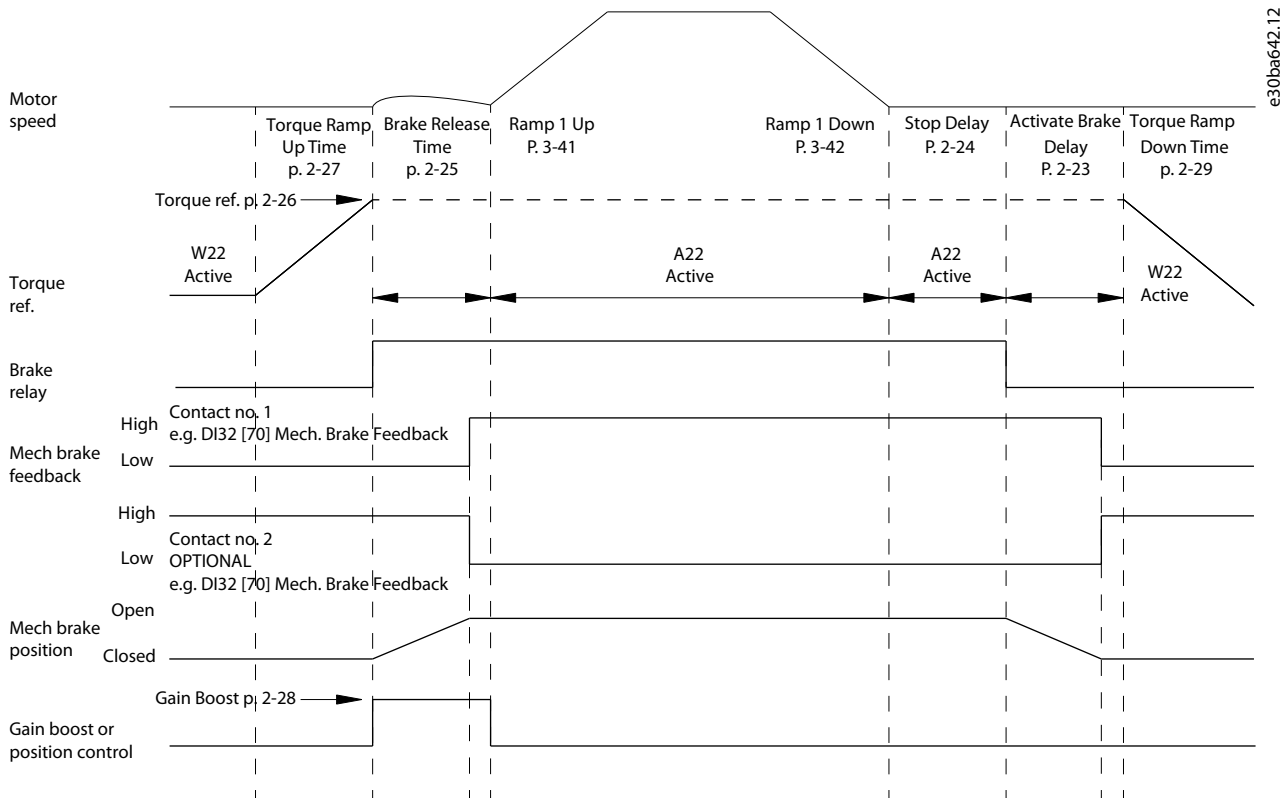 e30ba642.12
Motor
speed
Torque Ramp
Up Time
p. 2-27
Brake Release
Time
p. 2-25
Ramp 1 Up
P. 3-41
Ramp 1 Down
P. 3-42
Stop Delay
P. 2-24
Activate Brake
Delay
P. 2-23
Torque Ramp
Down Time
p. 2-29
Torque ref. p. 2-26
W22
Active
A22
Active
A22
Active
W22
Active
Torque
ref.
Brake
relay
Contact no. 1
e.g. DI32 [70] Mech. Brake Feedback
High
Low
Mech brake
feedback
High
Low
Contact no. 2
OPTIONAL
e.g. DI32 [70] Mech. Brake Feedback
Open
Closed
Mech brake
position
Gain Boost p. 2-28
Gain boost or
position control